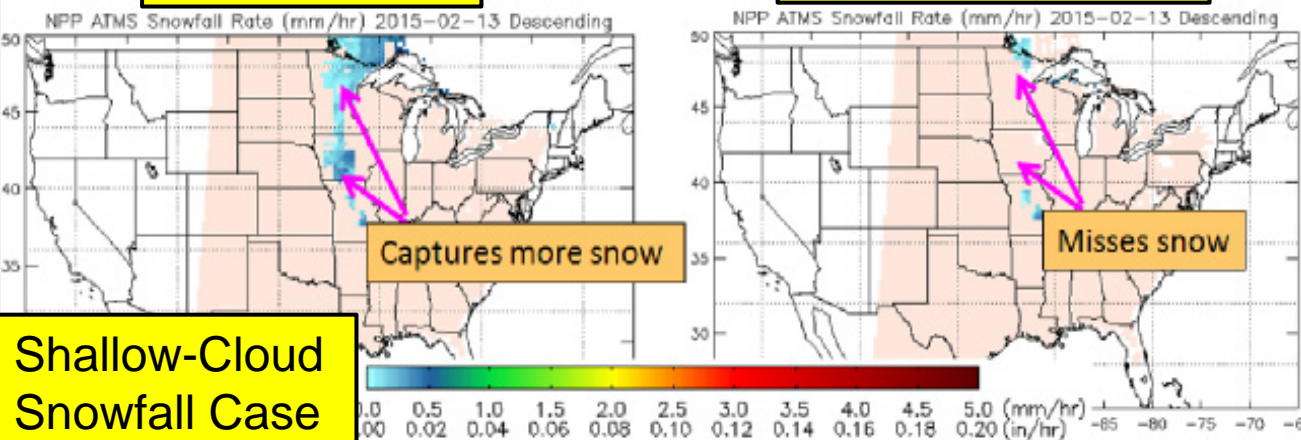 NPP ATMS Snowfall Rate (mm/hr) 2015-02-13 Descending
NPP ATMS Snowfall Rate (mm/hr) 2015-02-13 Descending
50
45
40
35
50
45
40
35
30
Captures more snow
Misses snow
Shallow-Cloud
Snowfall Case
0.0 0.5 1.0 1.5 2.0 2.5 3.0 3.5 4.0 4.5 5.0 (mm/hr)
.00 0.02 0.04 0.06 0.08 0.10 0.12 0.14 0.16 0.18 0.20 (in/hr)
-85 -80 -75 -70 -6